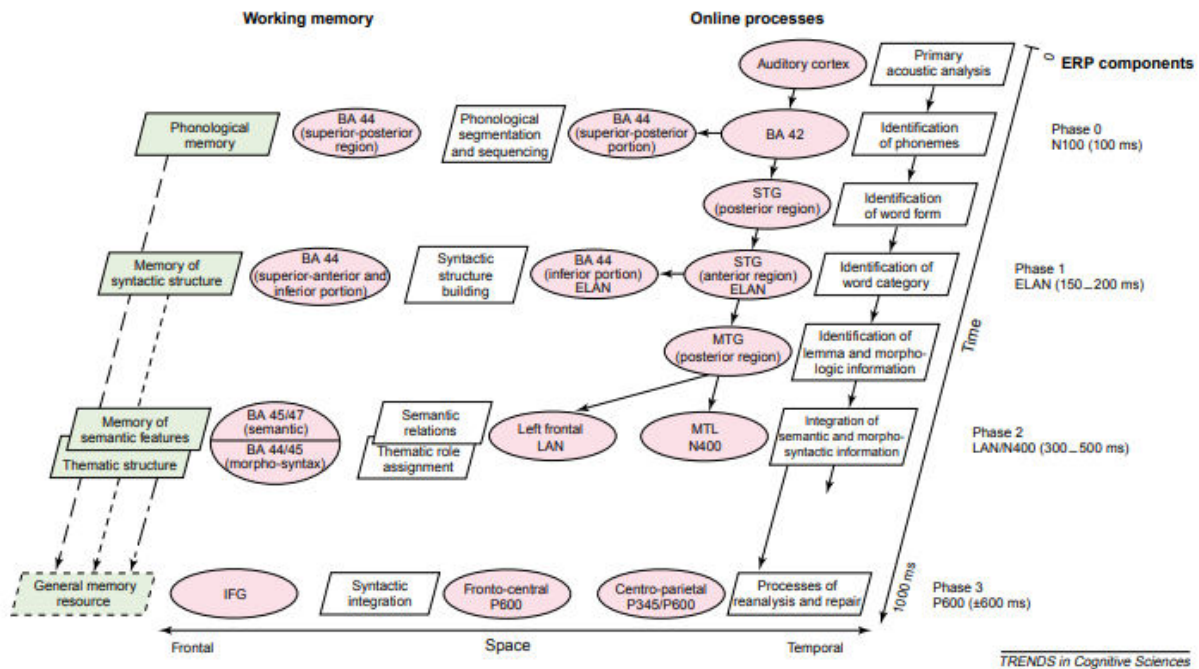 Working memory
Online processes
ERP components
Auditory cortex
Primary
acoustic analysis
0
Phonological
memory
BA 44
(superior-posterior
region)
Phonological
segmentation
and sequencing
BA 44
(superior-posterior
portion)
BA 42
Identification
of phonemes
Phase 0
N100 (100 ms)
STG
(posterior region)
Identification
of word form
Memory of
syntactic structure
BA 44
(superior-anterior and
inferior portion)
Syntactic
structure
building
BA 44
(inferior portion)
ELAN
STG
(anterior region)
ELAN
Identification of
word category
Phase 1
ELAN (150–200 ms)
Time
MTG
(posterior region)
Identification of
lemma and morpho-
logic information
Memory of
semantic features
Thematic structure
BA 45/47
(semantic)
BA 44/45
(morpho-syntax)
Semantic
relations
Thematic role
assignment
Left frontal
LAN
MTL
N400
Integration of
semantic and morpho-
syntactic information
Phase 2
LAN/N400 (300–500 ms)
General memory
resource
IFG
Syntactic
integration
Fronto-central
P600
Centro-parietal
P345/P600
Processes of
reanalysis and repair
1000 ms
Phase 3
P600 (±600 ms)
Frontal
Space
Temporal
TRENDS in Cognitive Sciences